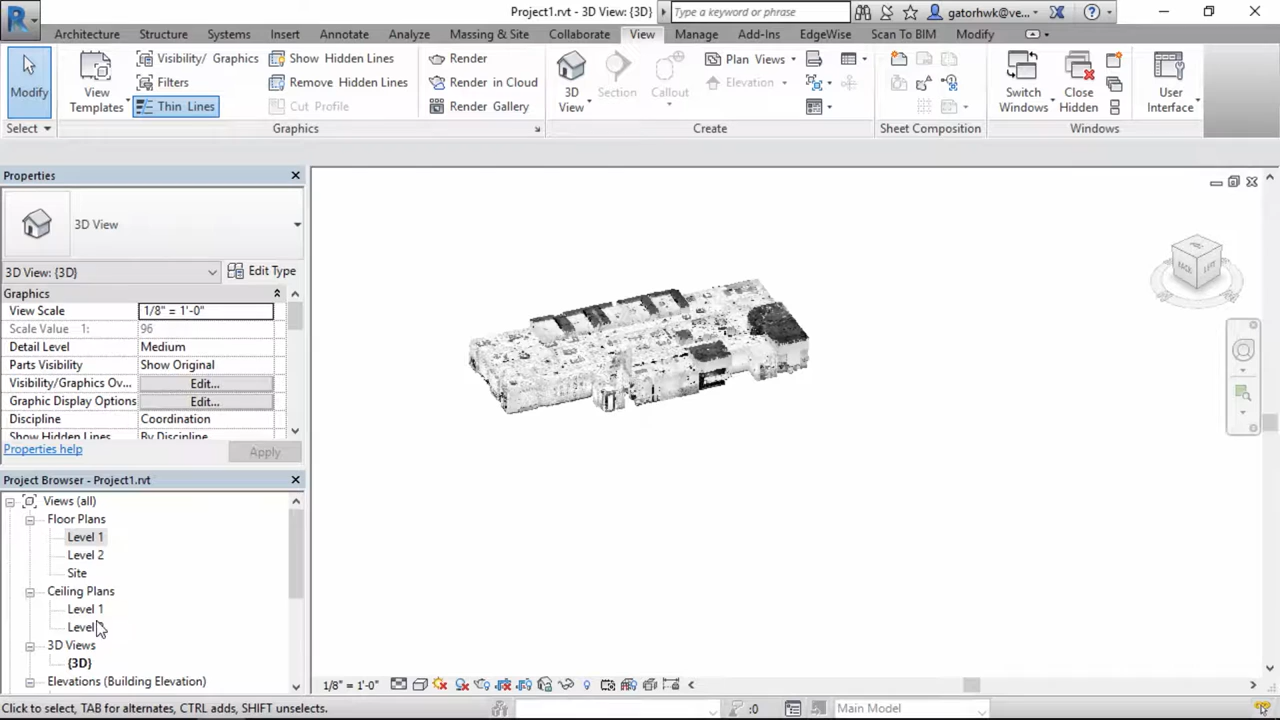 Project1.rvt - 3D View: {3D}
Type a keyword or phrase
gatorhwk@ve...
Architecture Structure Systems Insert Annotate Analyze Massing & Site Collaborate View Manage Add-Ins EdgeWise Scan To BIM Modify
Modify
View Templates
Visibility/ Graphics
Filters
Thin Lines
Show Hidden Lines
Remove Hidden Lines
Cut Profile
Render
Render in Cloud
Render Gallery
3D View
Section
Callout
Plan Views
Elevation
Switch Windows
Close Hidden
User Interface
Select Graphics Create Sheet Composition Windows
Properties
3D View
3D View: {3D} Edit Type
Graphics
View Scale 1/8" = 1'-0"
Scale Value 1: 96
Detail Level Medium
Parts Visibility Show Original
Visibility/Graphics Ov... Edit...
Graphic Display Options Edit...
Discipline Coordination
Show Hidden Lines By Discipline
Properties help Apply
Project Browser - Project1.rvt
Views (all)
Floor Plans
Level 1
Level 2
Site
Ceiling Plans
Level 1
Level
3D Views
{3D}
Elevations (Building Elevation)
BACK LEFT
1/8" = 1'-0"
Click to select, TAB for alternates, CTRL adds, SHIFT unselects.
:0
Main Model